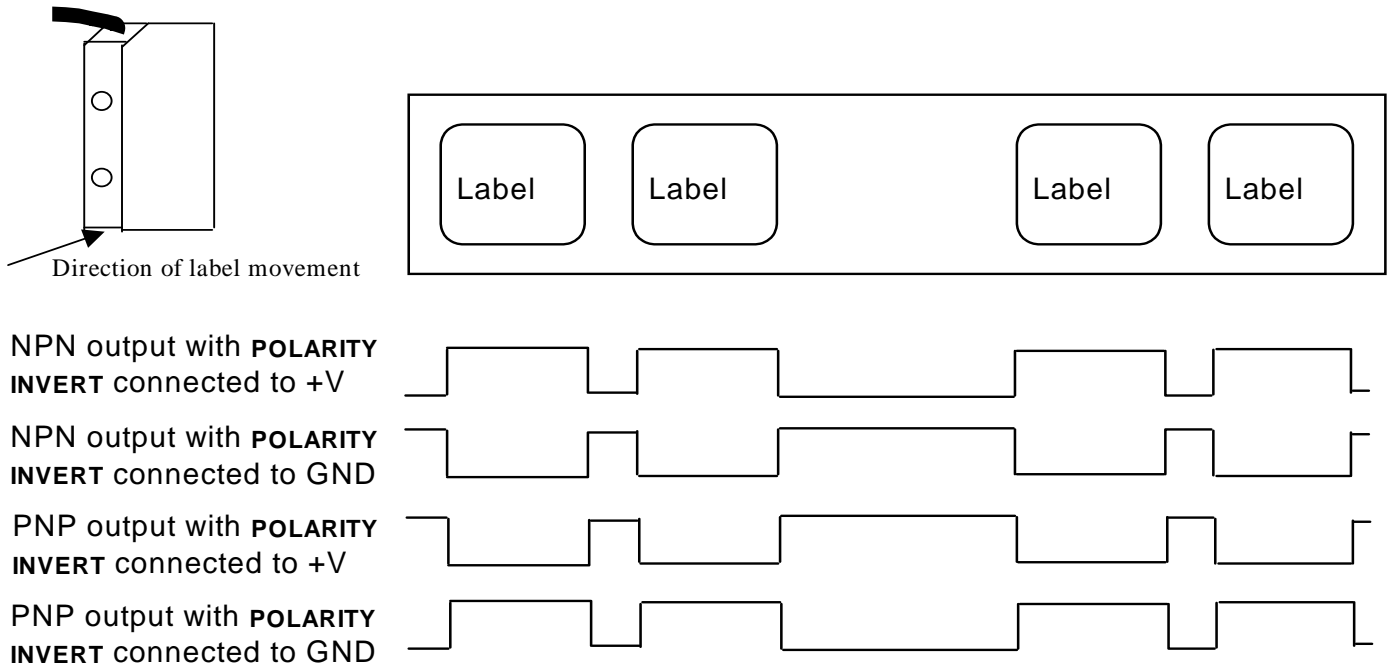 Label Label Label Label
Direction of label movement
NPN output with POLARITY
INVERT connected to +V
NPN output with POLARITY
INVERT connected to GND
PNP output with POLARITY
INVERT connected to +V
PNP output with POLARITY
INVERT connected to GND